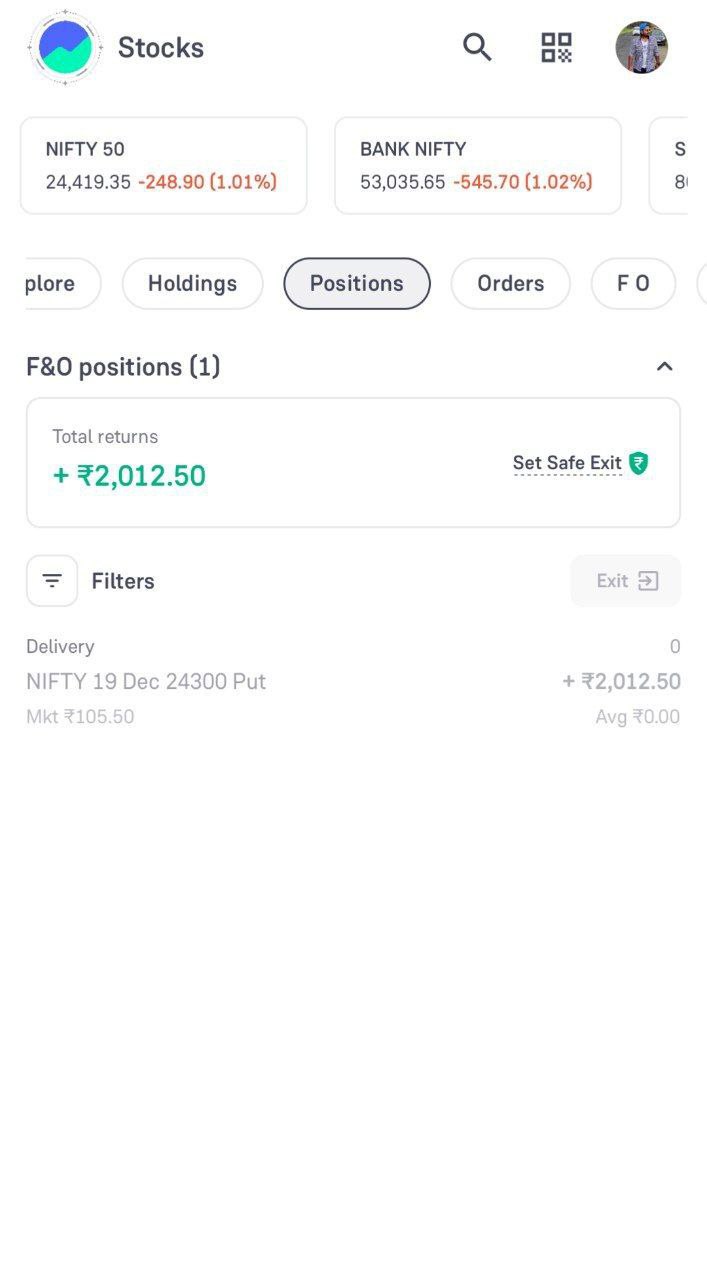 Stocks
NIFTY 50
24,419.35 -248.90 (1.01%)
BANK NIFTY
53,035.65 -545.70 (1.02%)
S
plore
Holdings
Positions
Orders
F O
F&O positions (1)
Total returns
+ ₹2,012.50
Set Safe Exit
Filters
Exit
Delivery 0
NIFTY 19 Dec 24300 Put + ₹2,012.50
Mkt ₹105.50 Avg ₹0.00